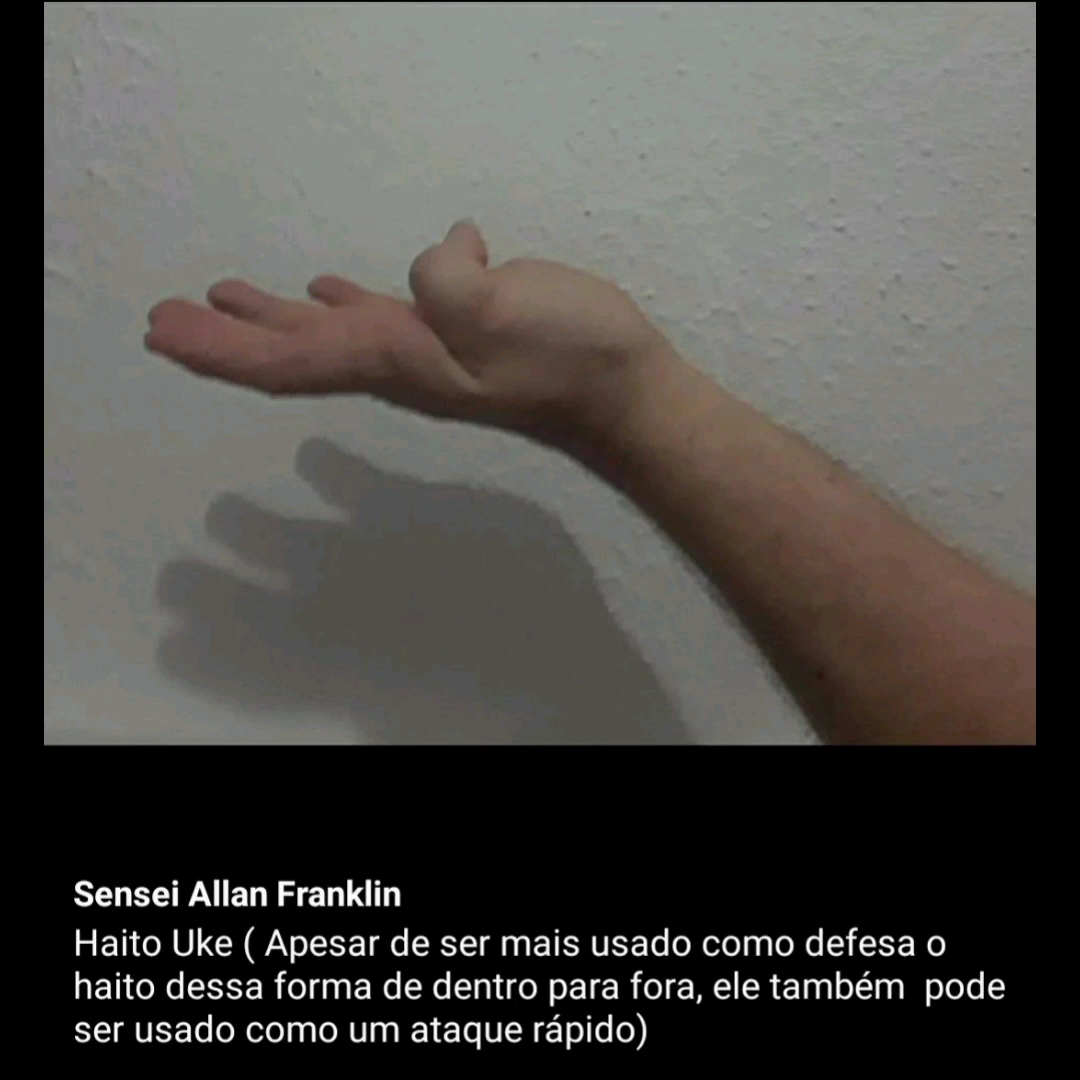 Sensei Allan Franklin
Haito Uke ( Apesar de ser mais usado como defesa o
haito dessa forma de dentro para fora, ele também  pode
ser usado como um ataque rápido)